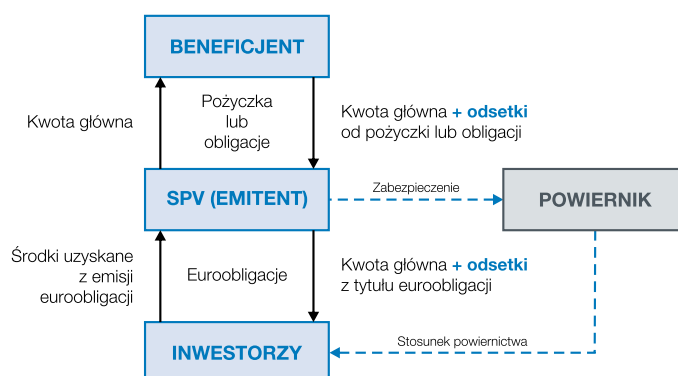 BENEFICJENT
Kwota główna
Pożyczka
lub
obligacje
Kwota główna + odsetki
od pożyczki lub obligacji
SPV (EMITENT)
Zabezpieczenie
POWIERNIK
Środki uzyskane
z emisji
euroobligacji
Euroobligacje
Kwota główna + odsetki
z tytułu euroobligacji
INWESTORZY
Stosunek powiernictwa